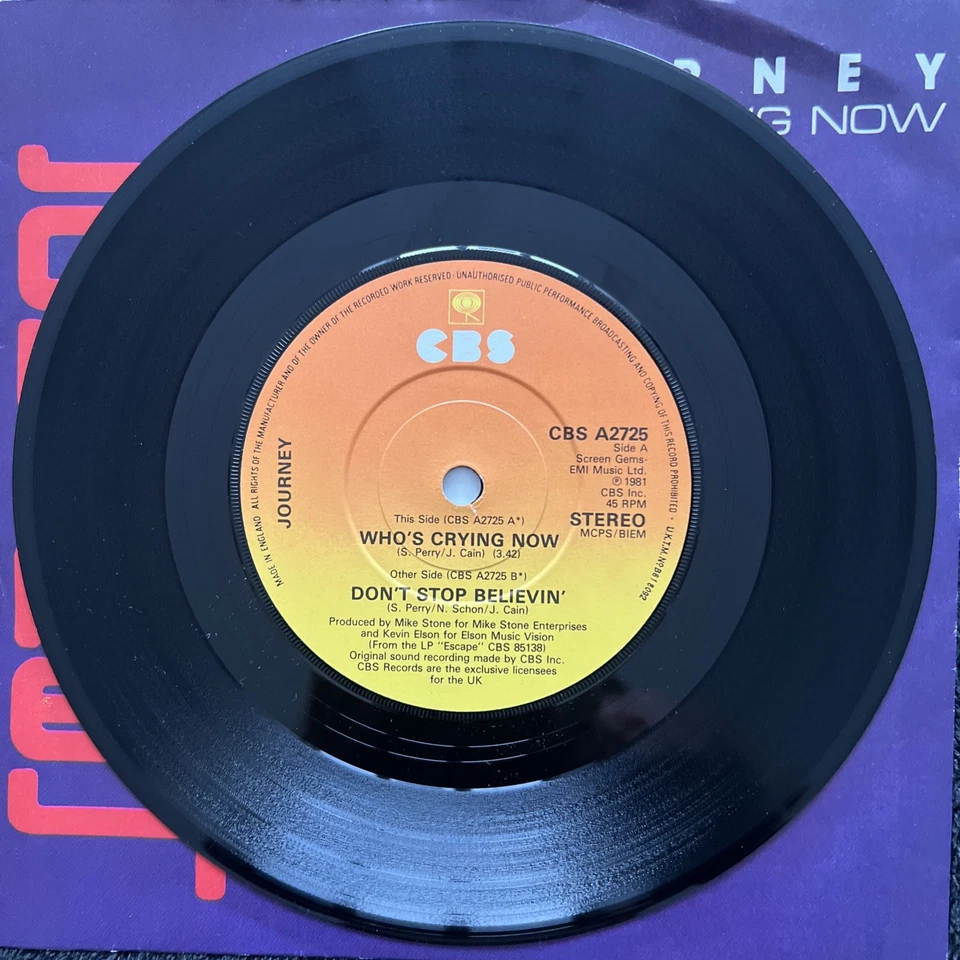 RNEY
NG NOW
MADE IN ENGLAND ALL RIGHTS OF THE MANUFACTURER AND OF THE OWNER OF THE RECORDED WORK RESERVED · UNAUTHORISED PUBLIC PERFORMANCE BROADCASTING AND COPYING OF THIS RECORD PROHIBITED · U.K.T.M. Nº B618092
CBS
JOURNEY
CBS A2725
Side A
Screen Gems-
EMI Music Ltd.
℗ 1981
CBS Inc.
45 RPM
STEREO
MCPS/BIEM
This Side (CBS A2725 A*)
WHO'S CRYING NOW
(S. Perry/J. Cain) (3.42)
Other Side (CBS A2725 B*)
DON'T STOP BELIEVIN'
(S. Perry/N. Schon/J. Cain)
Produced by Mike Stone for Mike Stone Enterprises
and Kevin Elson for Elson Music Vision
(From the LP "Escape" CBS 85138)
Original sound recording made by CBS Inc.
CBS Records are the exclusive licensees
for the UK